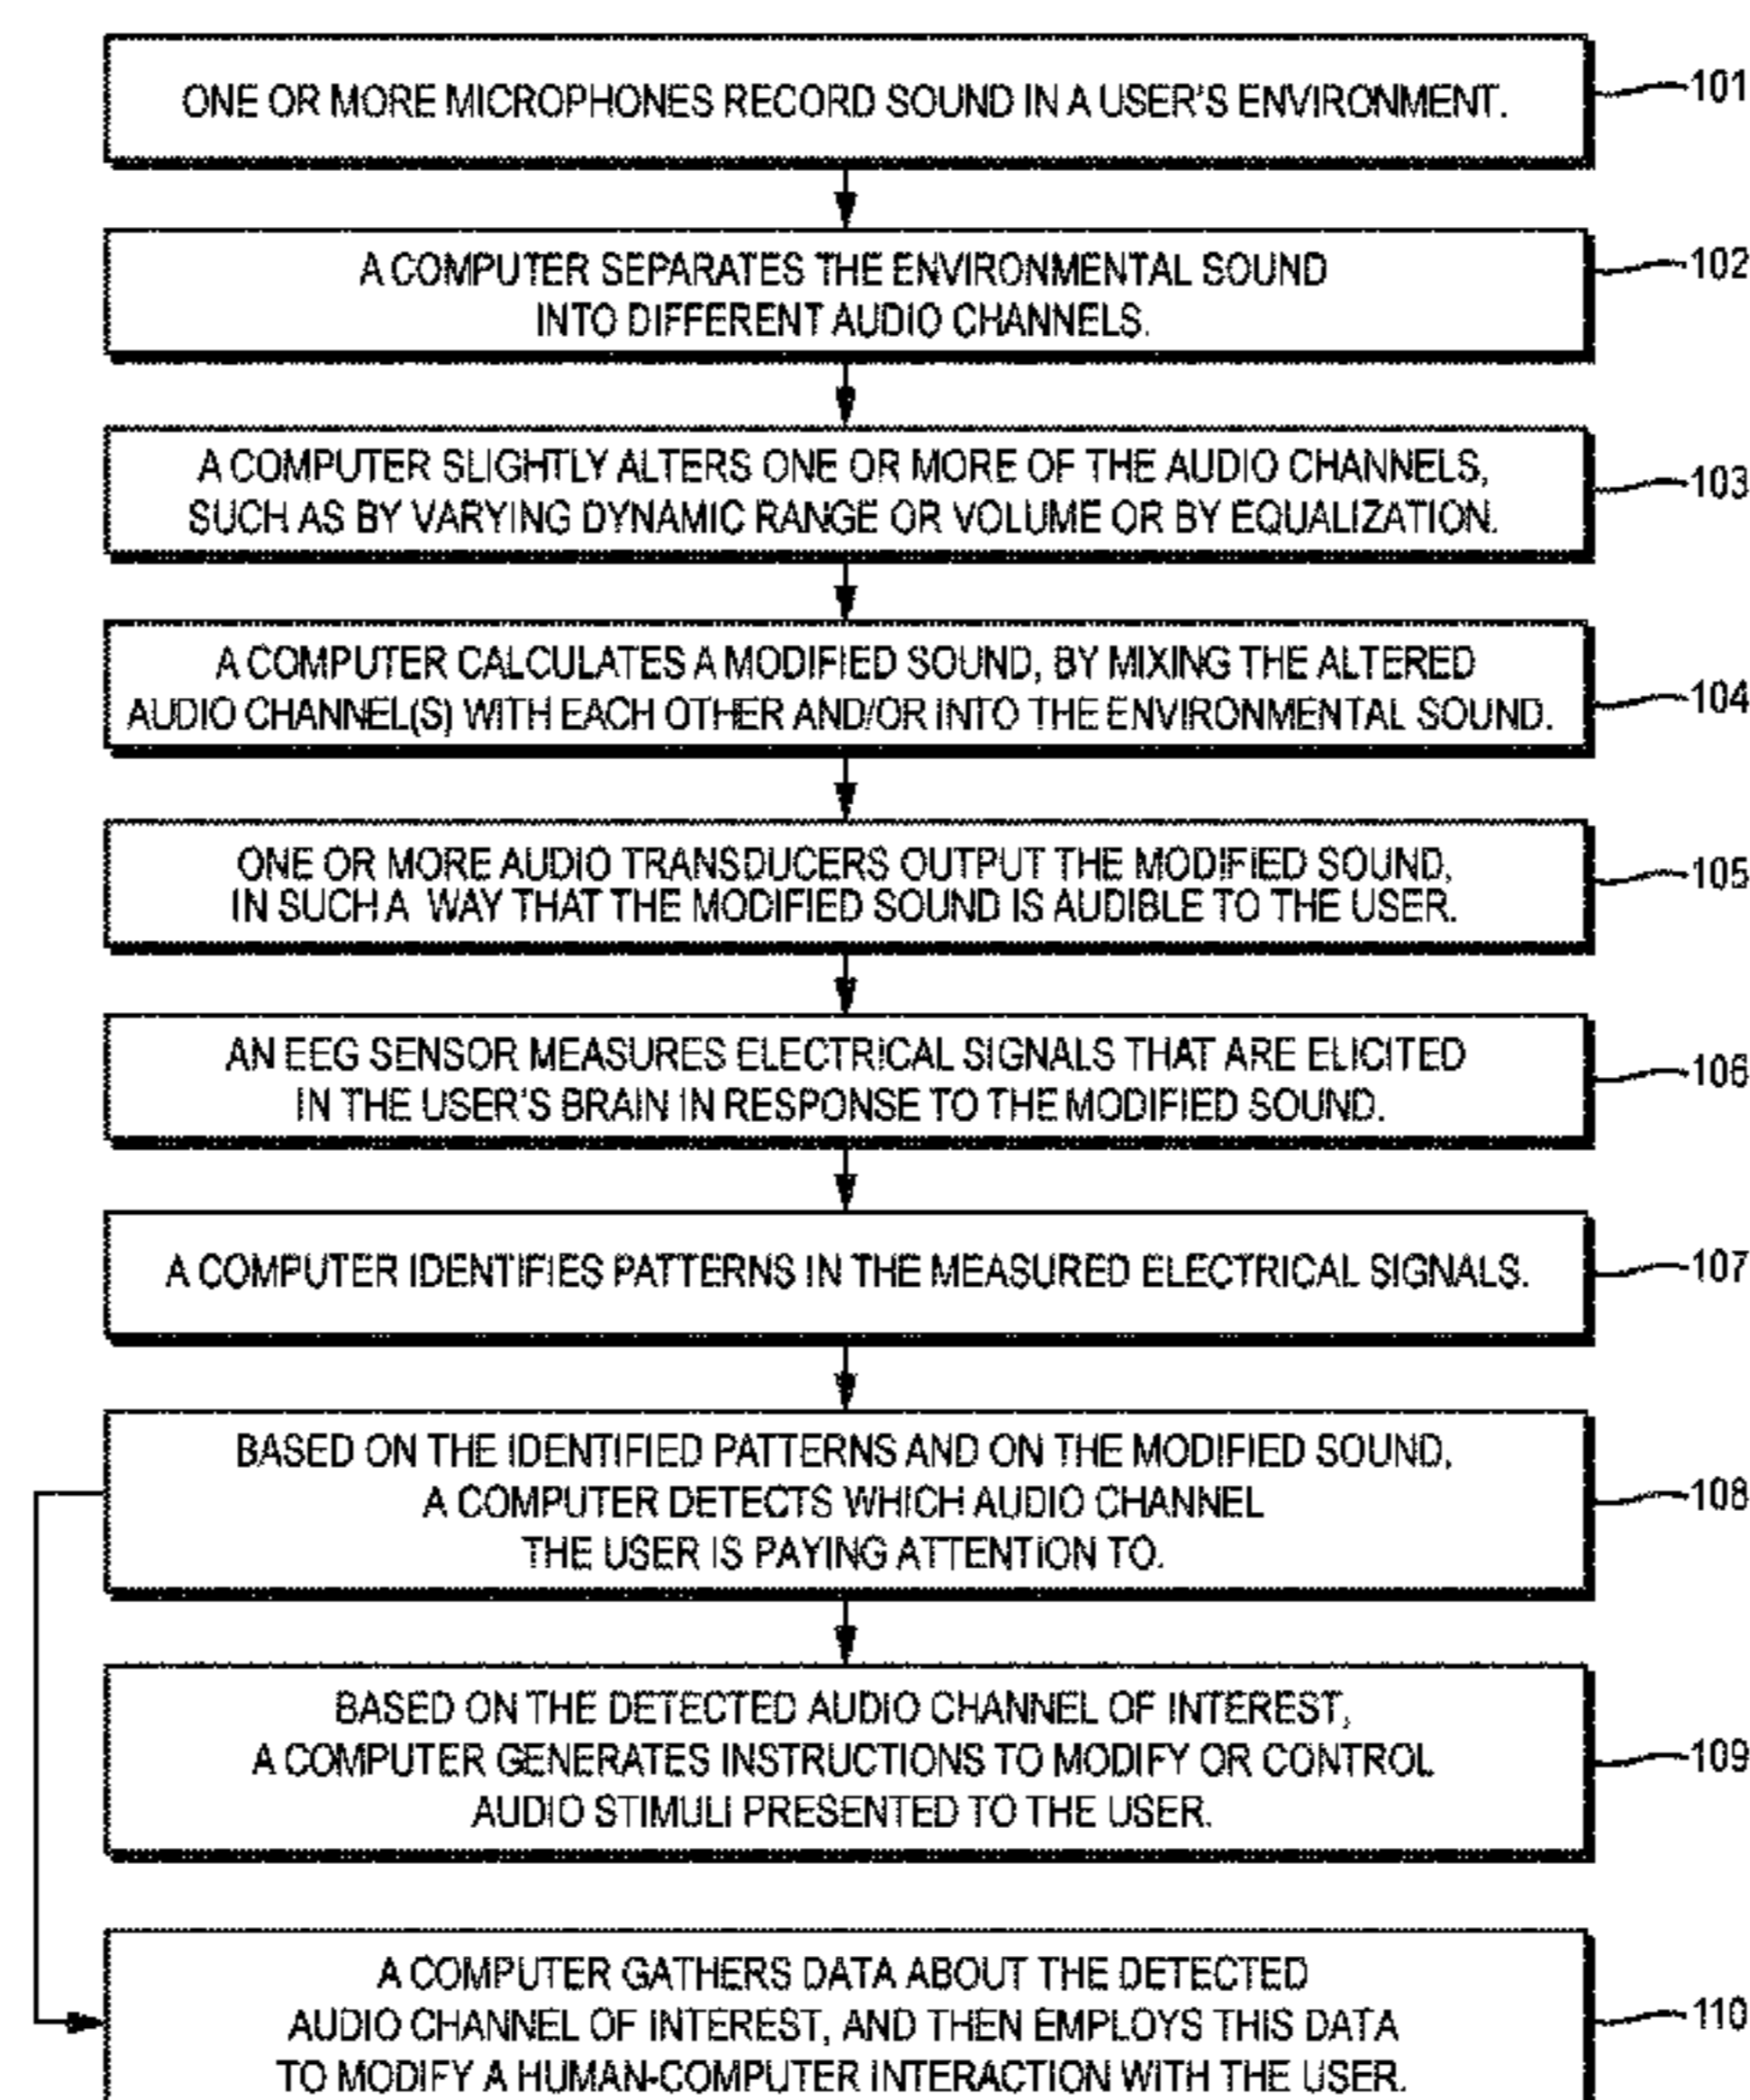 ONE OR MORE MICROPHONES RECORD SOUND IN A USER'S ENVIRONMENT.
101
A COMPUTER SEPARATES THE ENVIRONMENTAL SOUND
INTO DIFFERENT AUDIO CHANNELS.
102
A COMPUTER SLIGHTLY ALTERS ONE OR MORE OF THE AUDIO CHANNELS,
SUCH AS BY VARYING DYNAMIC RANGE OR VOLUME OR BY EQUALIZATION.
103
A COMPUTER CALCULATES A MODIFIED SOUND, BY MIXING THE ALTERED
AUDIO CHANNEL(S) WITH EACH OTHER AND/OR INTO THE ENVIRONMENTAL SOUND.
104
ONE OR MORE AUDIO TRANSDUCERS OUTPUT THE MODIFIED SOUND,
IN SUCH A WAY THAT THE MODIFIED SOUND IS AUDIBLE TO THE USER.
105
AN EEG SENSOR MEASURES ELECTRICAL SIGNALS THAT ARE ELICITED
IN THE USER'S BRAIN IN RESPONSE TO THE MODIFIED SOUND.
106
A COMPUTER IDENTIFIES PATTERNS IN THE MEASURED ELECTRICAL SIGNALS.
107
BASED ON THE IDENTIFIED PATTERNS AND ON THE MODIFIED SOUND,
A COMPUTER DETECTS WHICH AUDIO CHANNEL
THE USER IS PAYING ATTENTION TO.
108
BASED ON THE DETECTED AUDIO CHANNEL OF INTEREST,
A COMPUTER GENERATES INSTRUCTIONS TO MODIFY OR CONTROL
AUDIO STIMULI PRESENTED TO THE USER.
109
A COMPUTER GATHERS DATA ABOUT THE DETECTED
AUDIO CHANNEL OF INTEREST, AND THEN EMPLOYS THIS DATA
TO MODIFY A HUMAN-COMPUTER INTERACTION WITH THE USER.
110